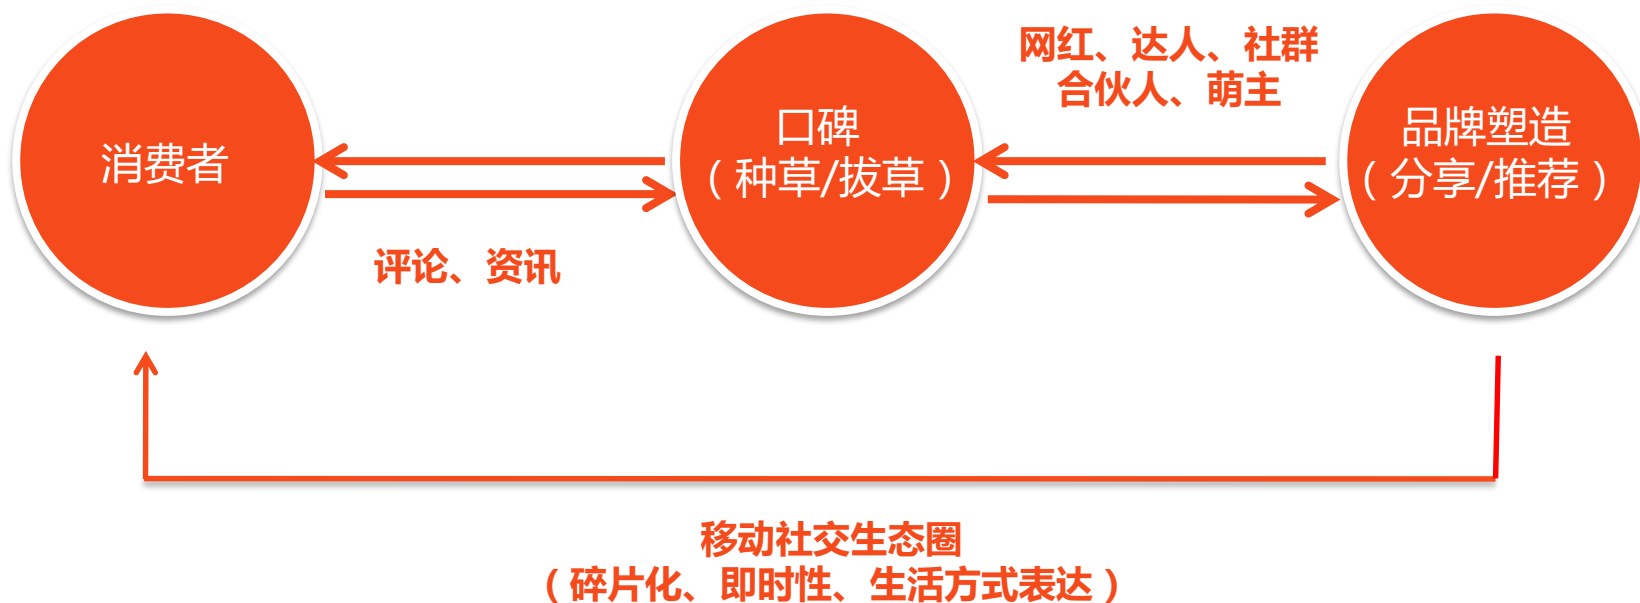 网红、达人、社群
合伙人、萌主
消费者
口碑
（种草/拔草）
品牌塑造
（分享/推荐）
评论、资讯
移动社交生态圈
（碎片化、即时性、生活方式表达）